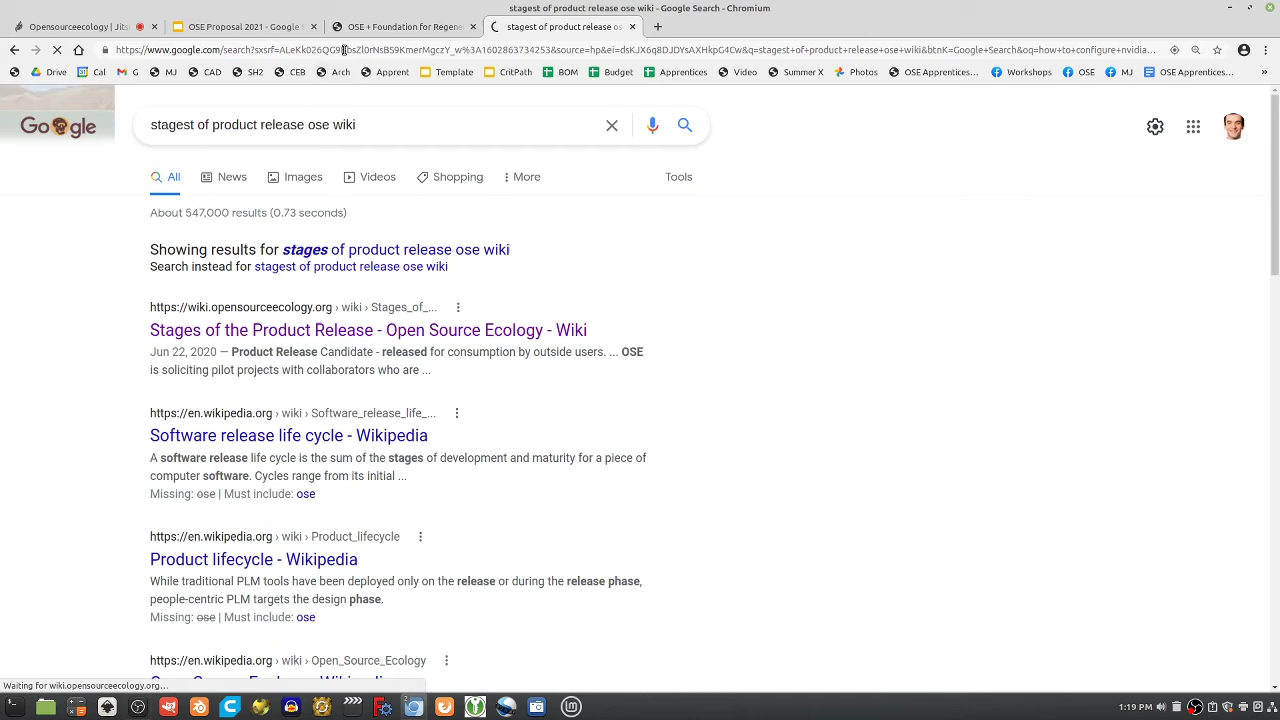 stagest of product release ose wiki - Google Search - Chromium
Opensourceecology | Jits
OSE Proposal 2021 - Google S
OSE + Foundation for Regener
stagest of product release os
Drive
Cal
G
MJ
CAD
SH2
CEB
Arch
Apprent
Template
CritPath
BOM
Budget
Apprentices
Video
Summer X
Photos
OSE Apprentices...
Workshops
OSE
MJ
OSE Apprentices...
»
Google
stagest of product release ose wiki
All
News
Images
Videos
Shopping
More
Tools
About 547,000 results (0.73 seconds)
Showing results for stages of product release ose wiki
Search instead for stagest of product release ose wiki
https://wiki.opensourceecology.org › wiki › Stages_of_...
Stages of the Product Release - Open Source Ecology - Wiki
Jun 22, 2020 — Product Release Candidate - released for consumption by outside users. ... OSE
is soliciting pilot projects with collaborators who are ...
https://en.wikipedia.org › wiki › Software_release_life_...
Software release life cycle - Wikipedia
A software release life cycle is the sum of the stages of development and maturity for a piece of
computer software. Cycles range from its initial ...
Missing: ose | Must include: ose
https://en.wikipedia.org › wiki › Product_lifecycle
Product lifecycle - Wikipedia
While traditional PLM tools have been deployed only on the release or during the release phase,
people-centric PLM targets the design phase.
Missing: ose | Must include: ose
https://en.wikipedia.org › wiki › Open_Source_Ecology
Waiting for wiki.opensourceecology.org...
1:19 PM